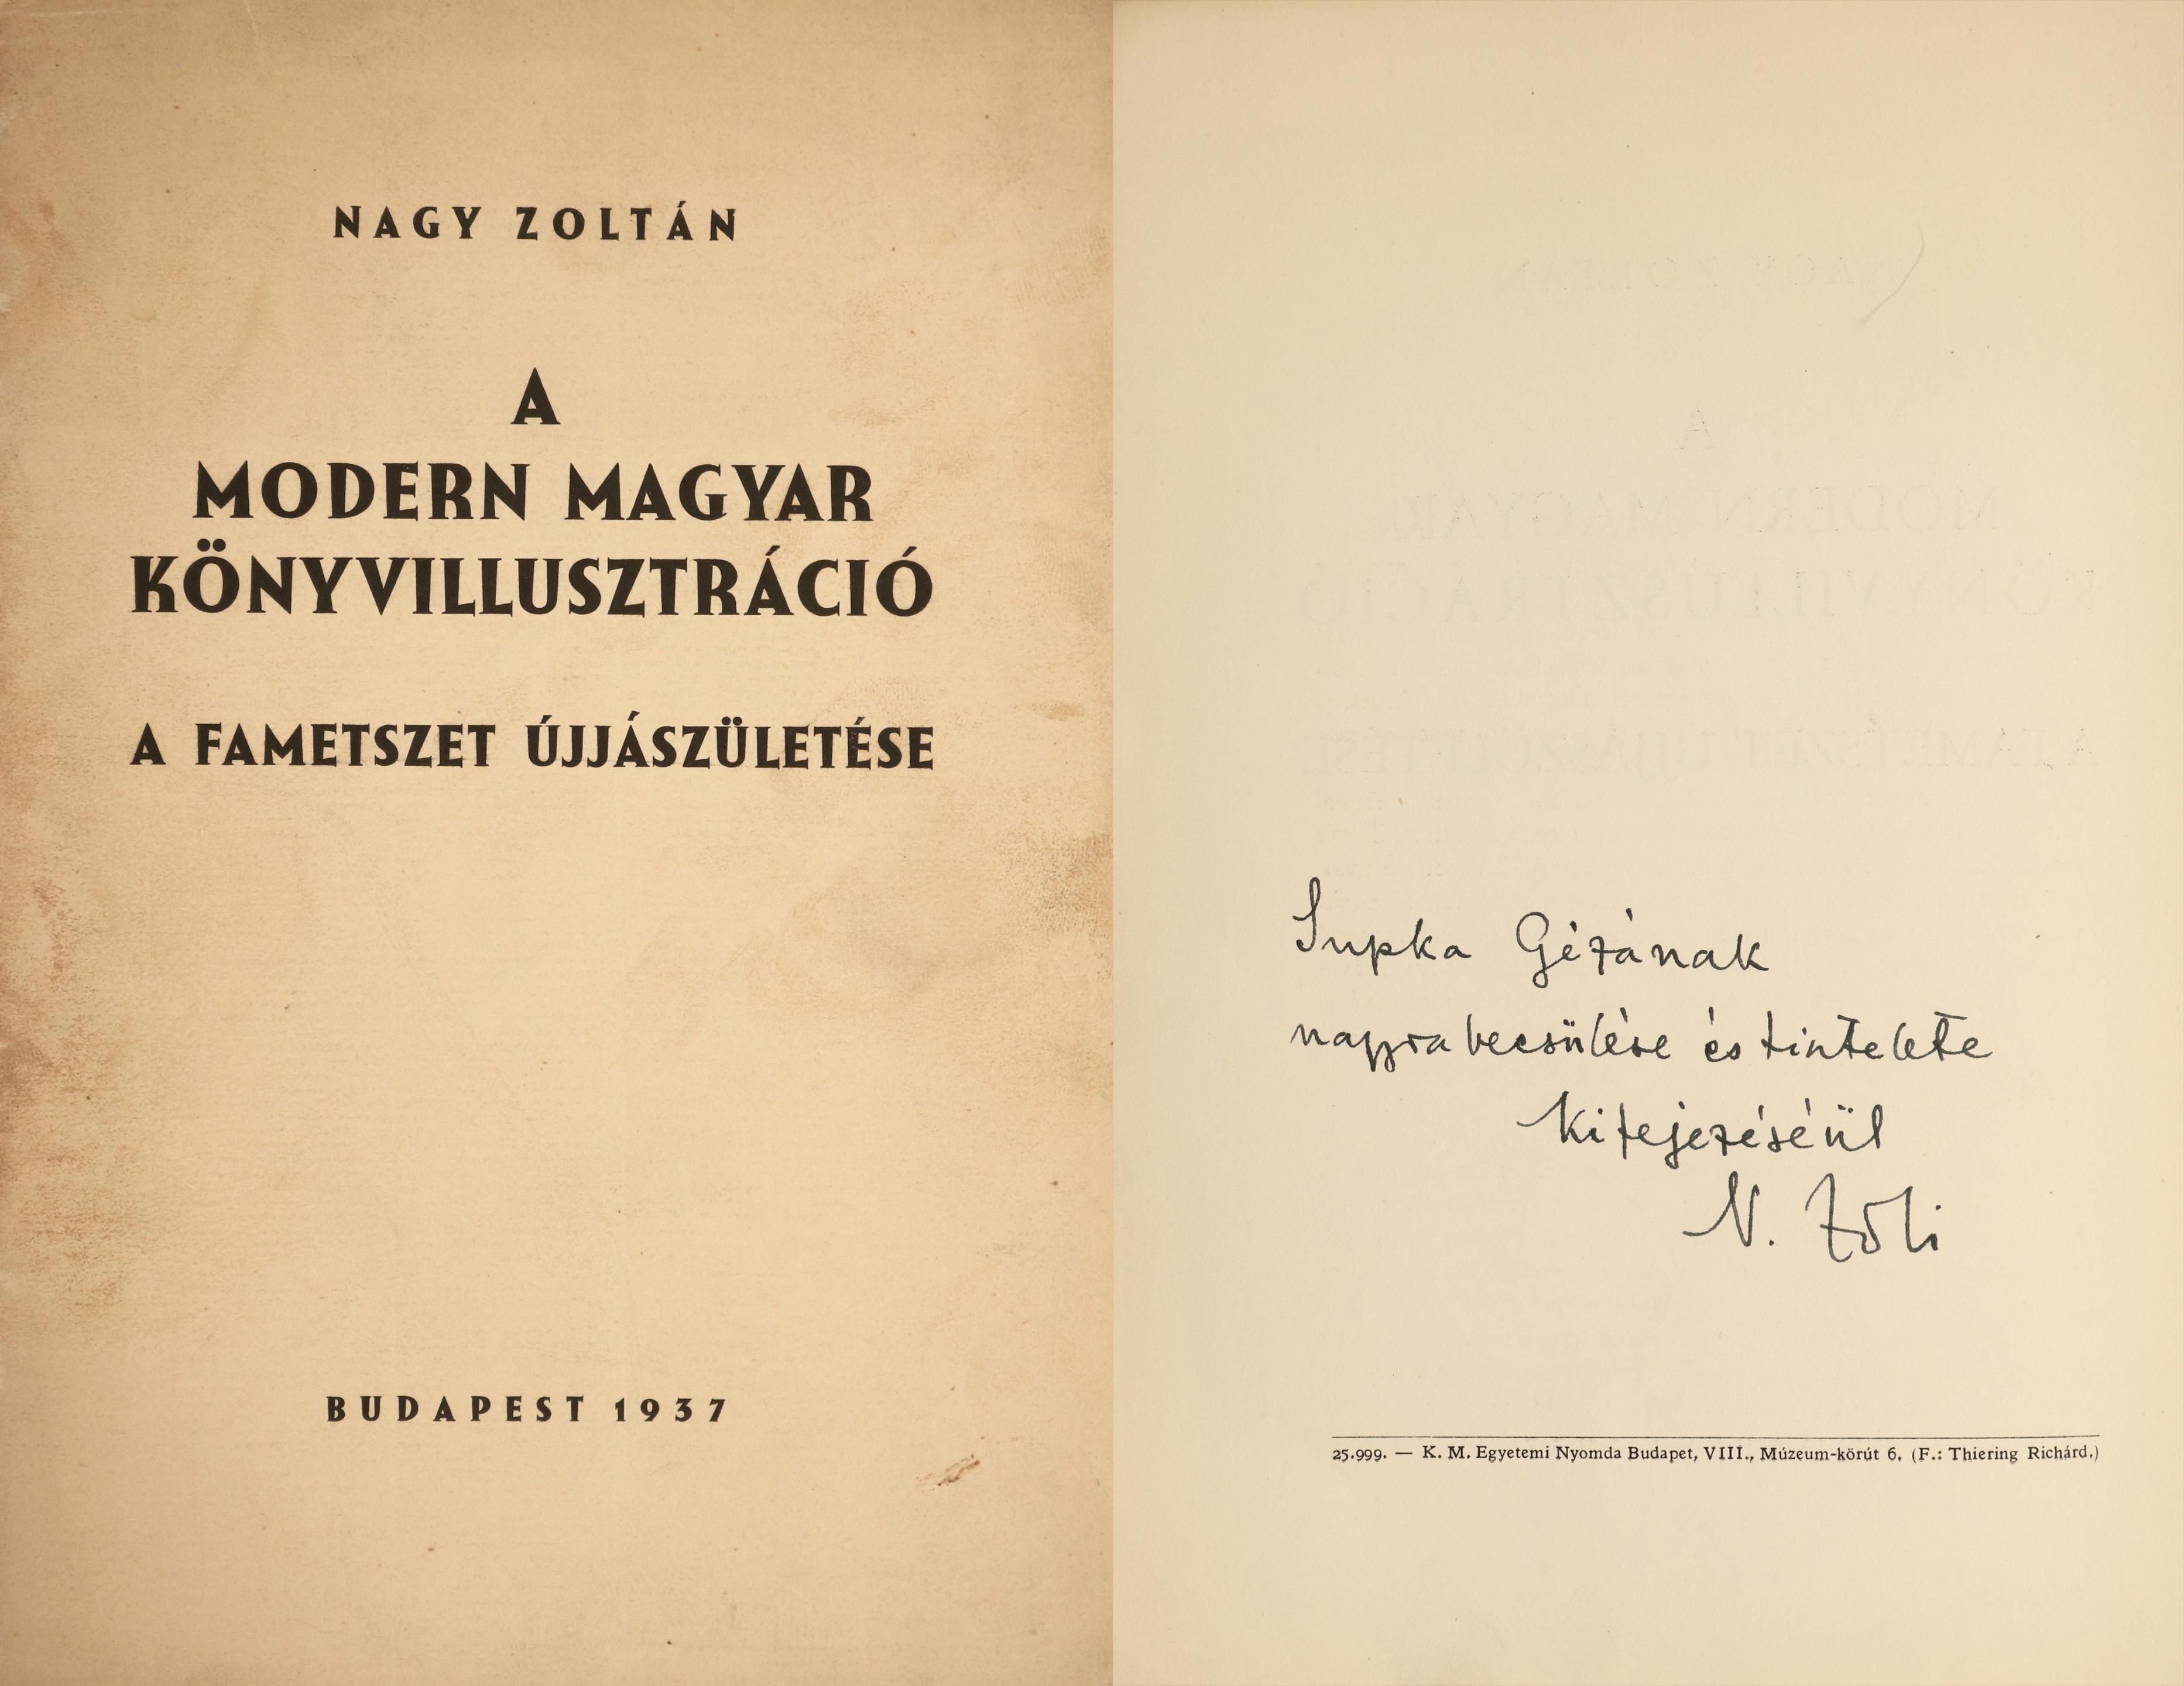 NAGY ZOLTÁN
A
MODERN MAGYAR
KÖNYVILLUSZTRÁCIÓ
A FAMETSZET ÚJJÁSZÜLETÉSE
BUDAPEST 1937
Supka Gézának
nagyrabecsülése és tisztelete
kifejezéséül
N. Zoli
25.999. — K. M. Egyetemi Nyomda Budapet, VIII., Múzeum-körút 6. (F.: Thiering Richárd.)